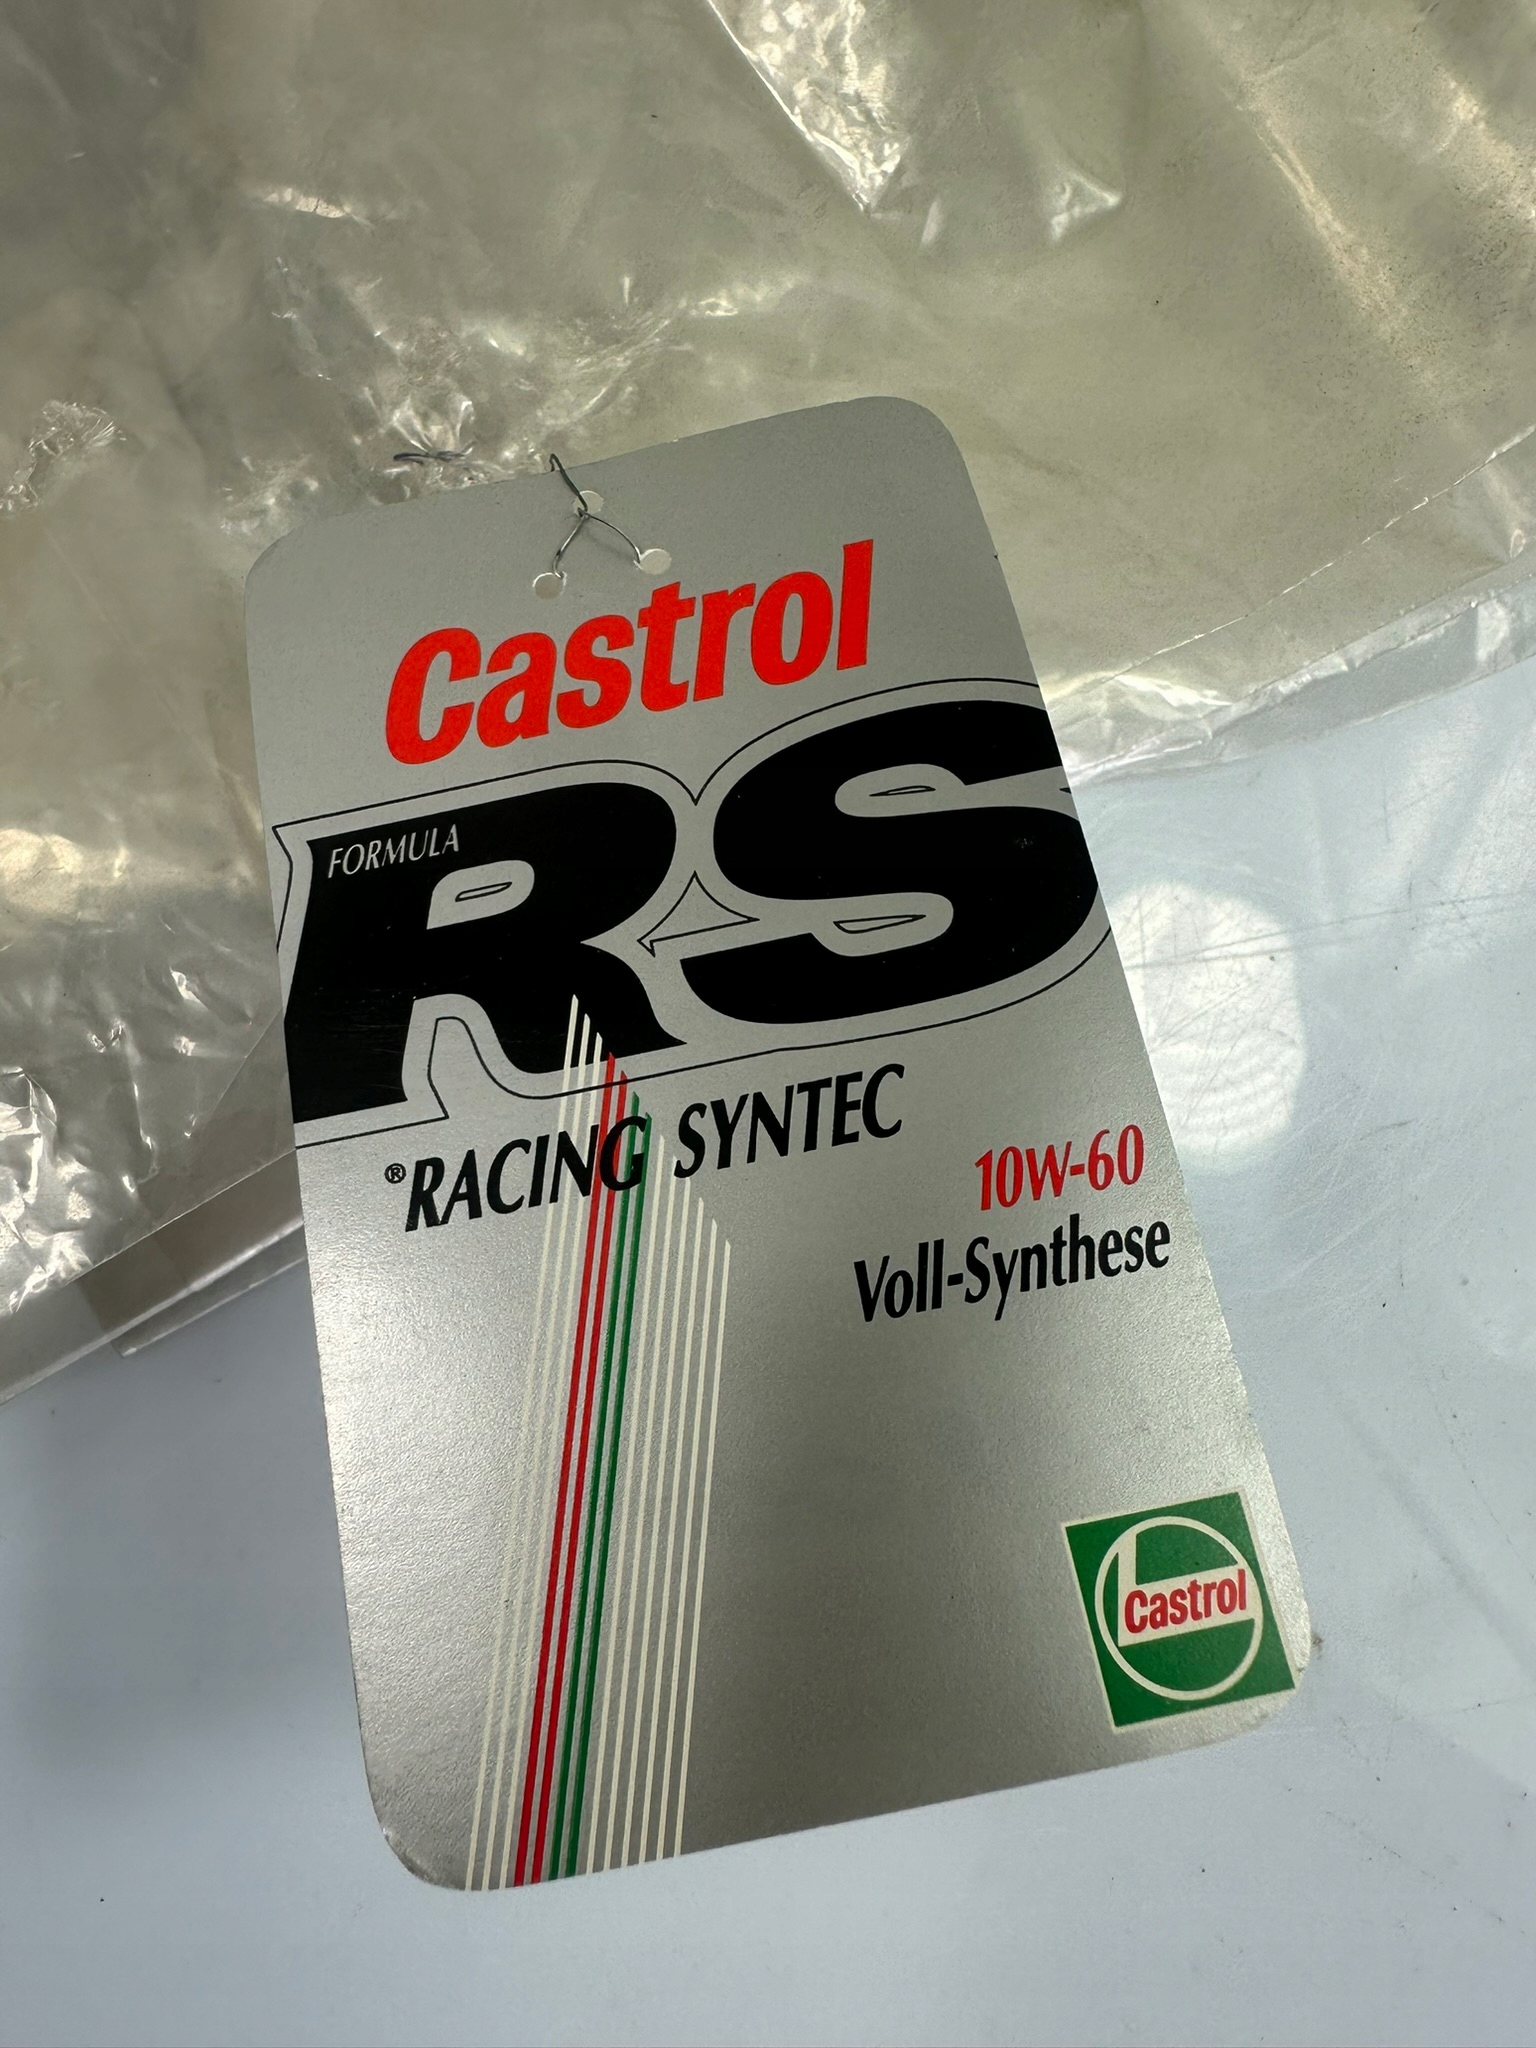 Castrol
FORMULA
RS
®RACING SYNTEC
10W-60
Voll-Synthese
Castrol